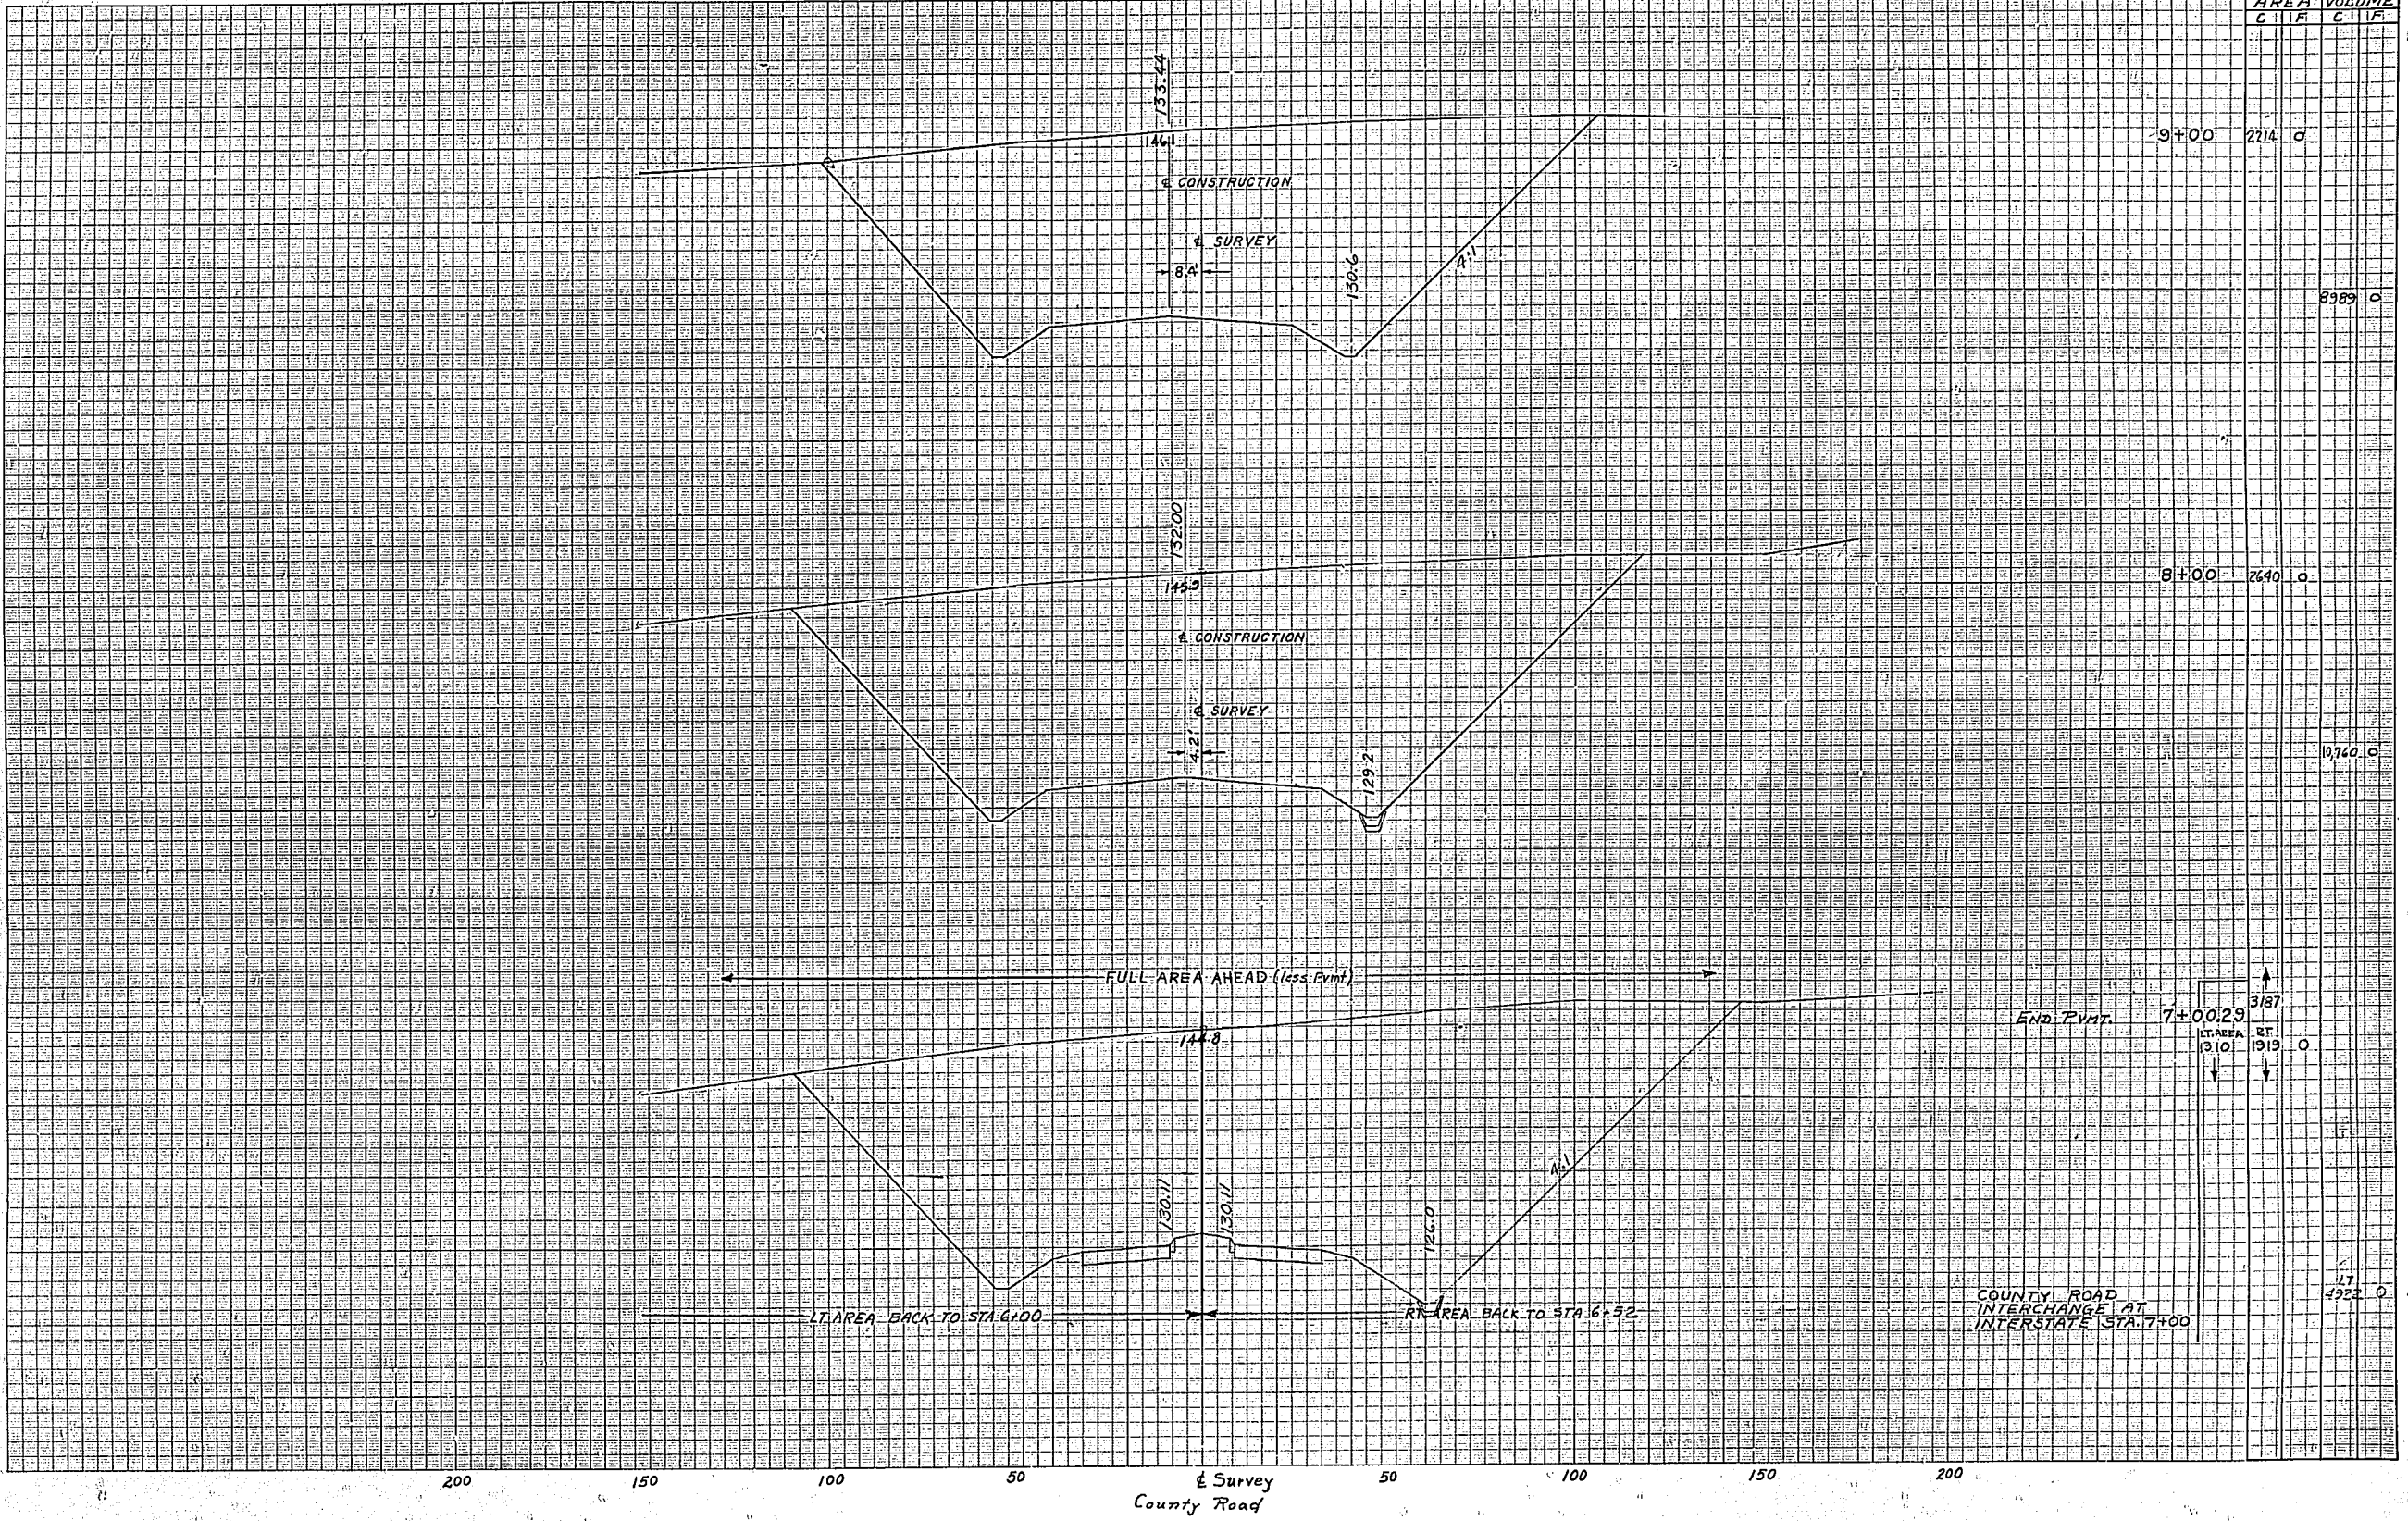 AREA VOLUME
C F C F
133.44
146.1
9+00 2214 0
℄ CONSTRUCTION
℄ SURVEY
8.4'
130.6
4:1
8989 0
132.00
145.9
8+00 2640 0
℄ CONSTRUCTION
℄ SURVEY
4.2'
129.2
10,760 0
FULL AREA AHEAD (less Pvmt)
3187
END PVMT. 7+00.29
144.8
LT. AREA RT.
1310 1919 0
4:1
130.11
130.11
126.0
LT. AREA BACK TO STA. 6+00
RT. AREA BACK TO STA. 6+52
COUNTY ROAD
INTERCHANGE AT
INTERSTATE STA. 7+00
LT
4922 0
200 150 100 50 ℄ Survey 50 100 150 200
County Road